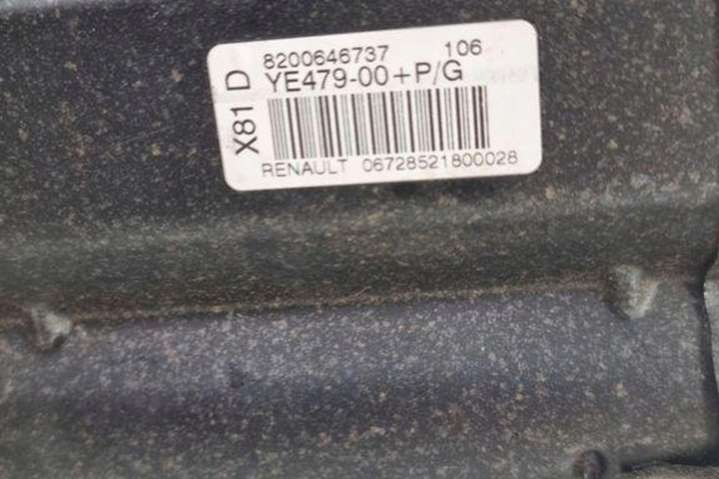 X81 D
8200646737 106
YE479-00+P/G
RENAULT 06728521800028